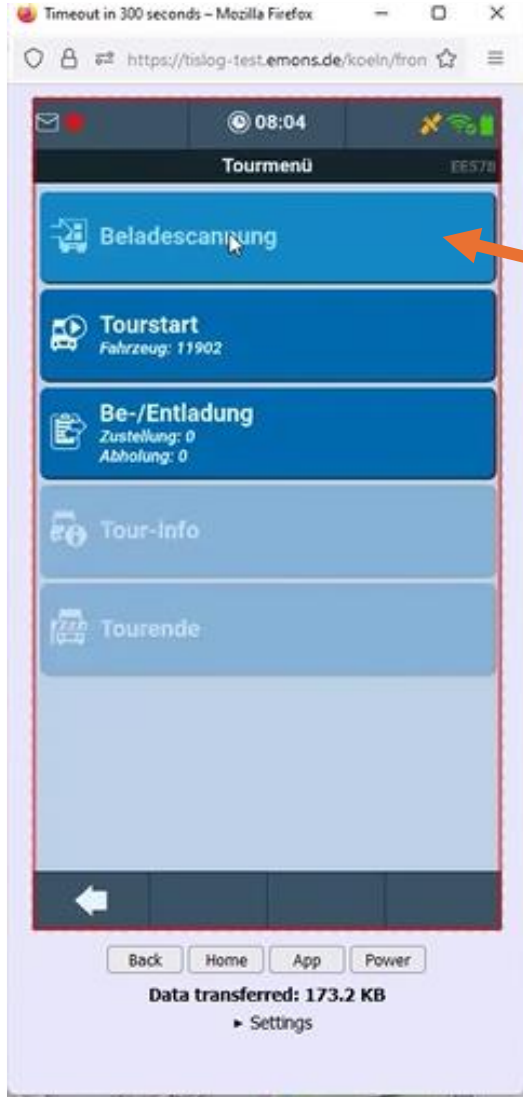 Timeout in 300 seconds – Mozilla Firefox
https://tislog-test.emons.de/koeln/fron
08:04
Tourmenü
EE578
Beladescannung
Tourstart
Fahrzeug: 11902
Be-/Entladung
Zustellung: 0
Abholung: 0
Tour-Info
Tourende
Back Home App Power
Data transferred: 173.2 KB
► Settings